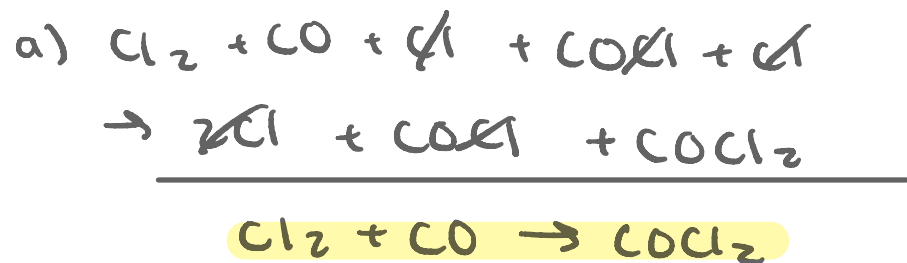 a) Cl₂ + CO + Cl + COCl + Cl
→ 2Cl + COCl + COCl₂
Cl₂ + CO → COCl₂